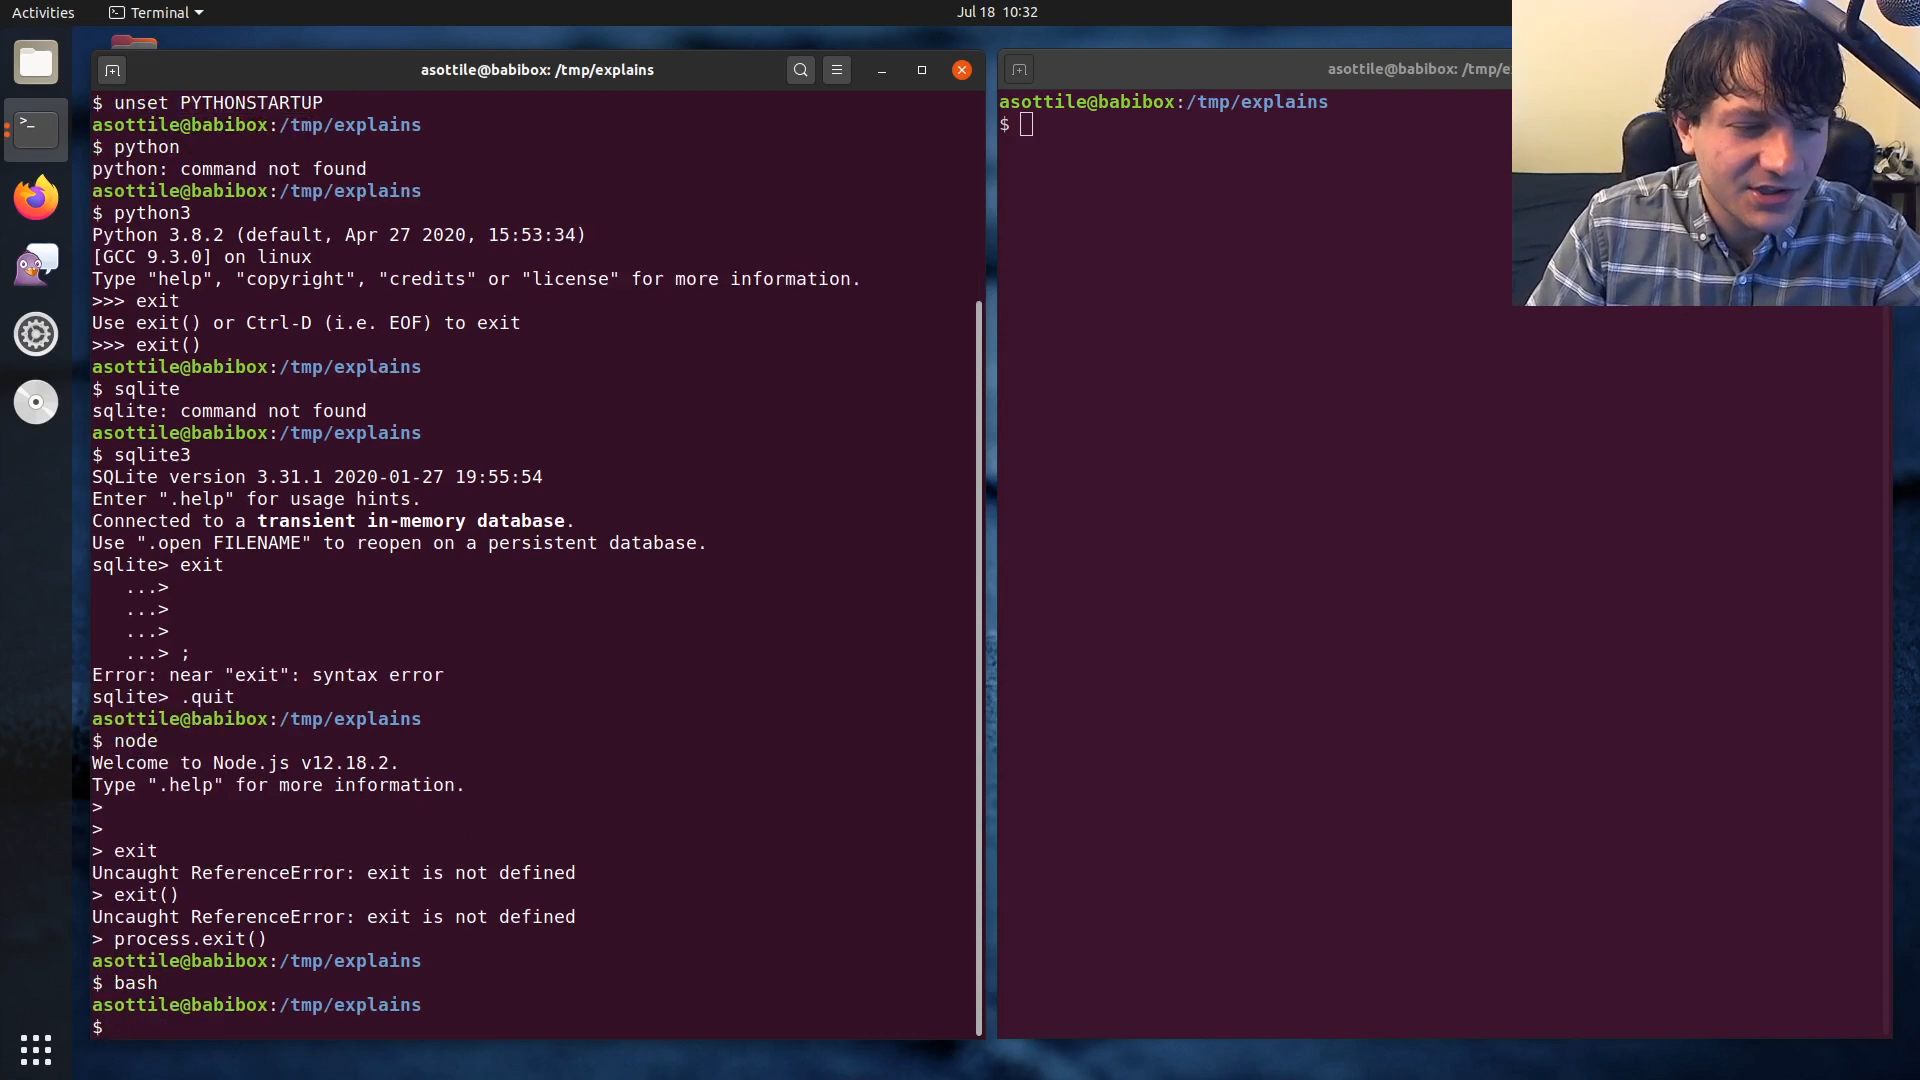 Activities
Terminal
Jul 18 10:32
asottile@babibox: /tmp/explains
$ unset PYTHONSTARTUP
asottile@babibox:/tmp/explains
$ python
python: command not found
asottile@babibox:/tmp/explains
$ python3
Python 3.8.2 (default, Apr 27 2020, 15:53:34)
[GCC 9.3.0] on linux
Type "help", "copyright", "credits" or "license" for more information.
>>> exit
Use exit() or Ctrl-D (i.e. EOF) to exit
>>> exit()
asottile@babibox:/tmp/explains
$ sqlite
sqlite: command not found
asottile@babibox:/tmp/explains
$ sqlite3
SQLite version 3.31.1 2020-01-27 19:55:54
Enter ".help" for usage hints.
Connected to a transient in-memory database.
Use ".open FILENAME" to reopen on a persistent database.
sqlite> exit
...>
...>
...>
...> ;
Error: near "exit": syntax error
sqlite> .quit
asottile@babibox:/tmp/explains
$ node
Welcome to Node.js v12.18.2.
Type ".help" for more information.
>
>
> exit
Uncaught ReferenceError: exit is not defined
> exit()
Uncaught ReferenceError: exit is not defined
> process.exit()
asottile@babibox:/tmp/explains
$ bash
asottile@babibox:/tmp/explains
$
asottile@babibox: /tmp/e
asottile@babibox:/tmp/explains
$